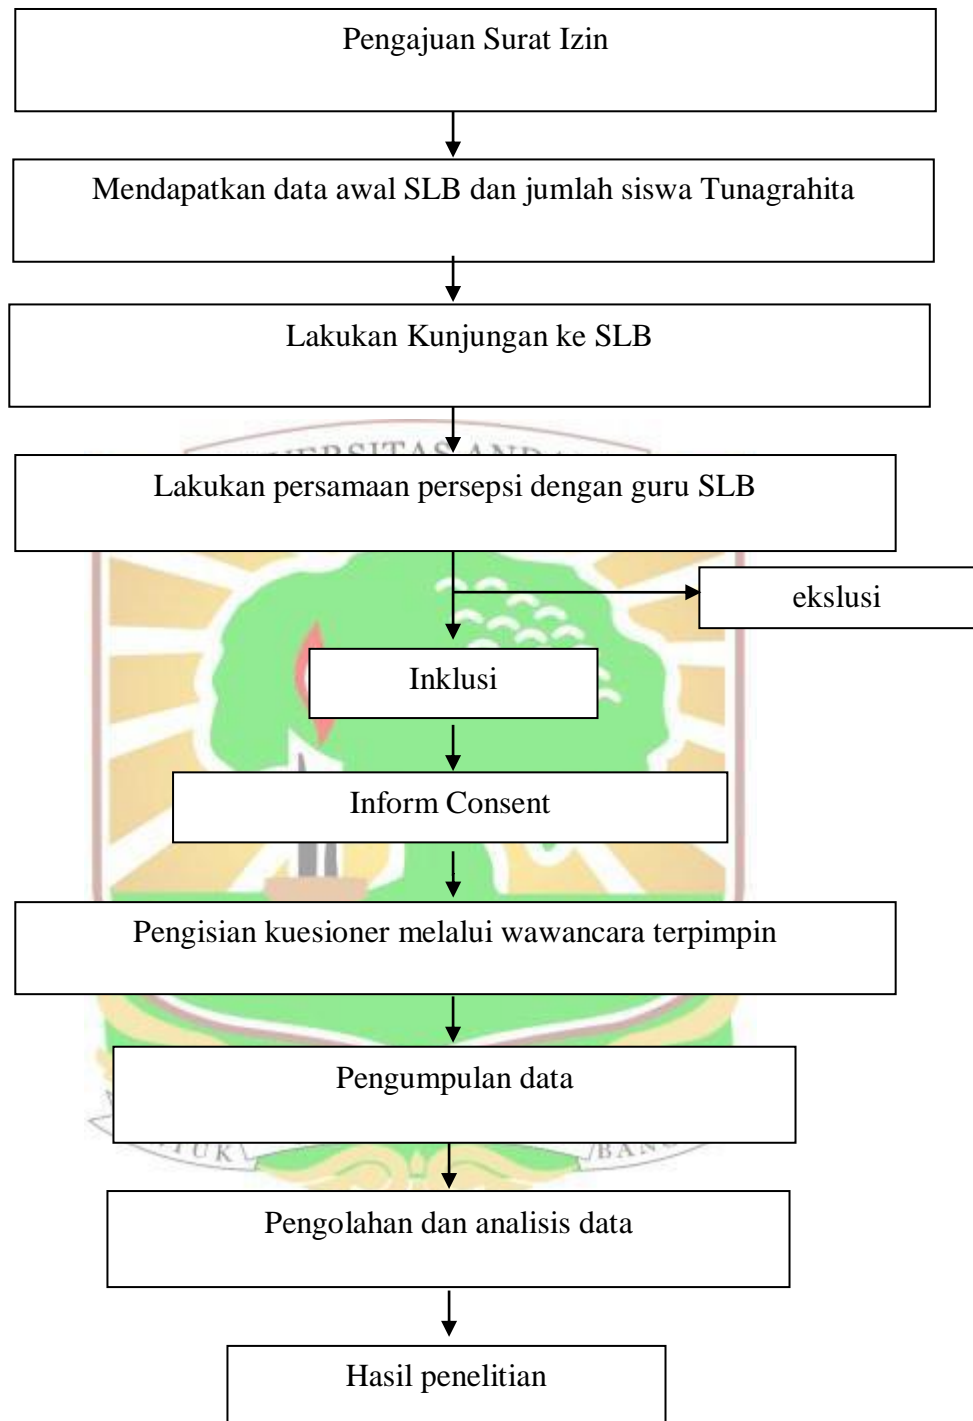 Pengajuan Surat Izin
Mendapatkan data awal SLB dan jumlah siswa Tunagrahita
Lakukan Kunjungan ke SLB
Lakukan persamaan persepsi dengan guru SLB
ekslusi
Inklusi
Inform Consent
Pengisian kuesioner melalui wawancara terpimpin
Pengumpulan data
Pengolahan dan analisis data
Hasil penelitian